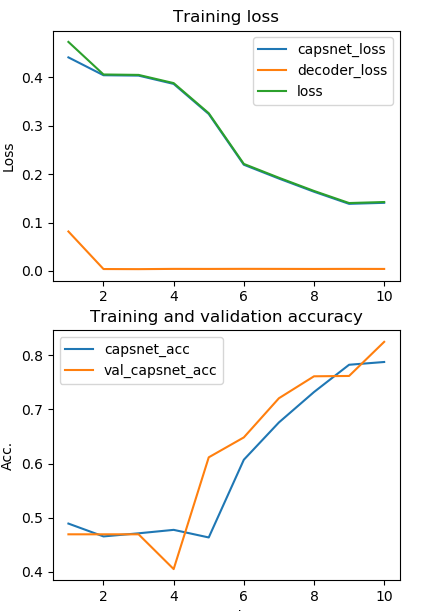 Training loss
capsnet_loss
decoder_loss
loss
Loss
0.4
0.3
0.2
0.1
0.0
2 4 6 8 10
Training and validation accuracy
capsnet_acc
val_capsnet_acc
Acc.
0.8
0.7
0.6
0.5
0.4
2 4 6 8 10